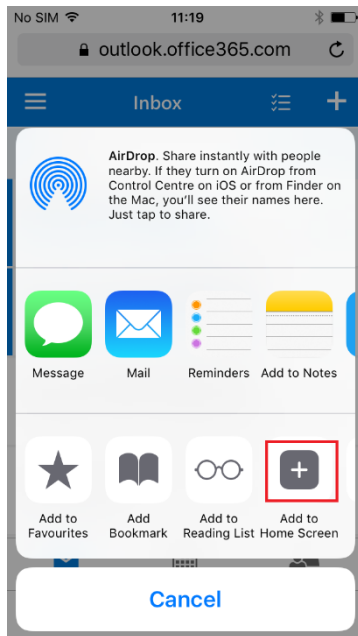 No SIM 11:19
outlook.office365.com
Inbox
AirDrop. Share instantly with people
nearby. If they turn on AirDrop from
Control Centre on iOS or from Finder on
the Mac, you'll see their names here.
Just tap to share.
Message Mail Reminders Add to Notes
Add to Favourites
Add Bookmark
Add to Reading List
Add to Home Screen
Cancel